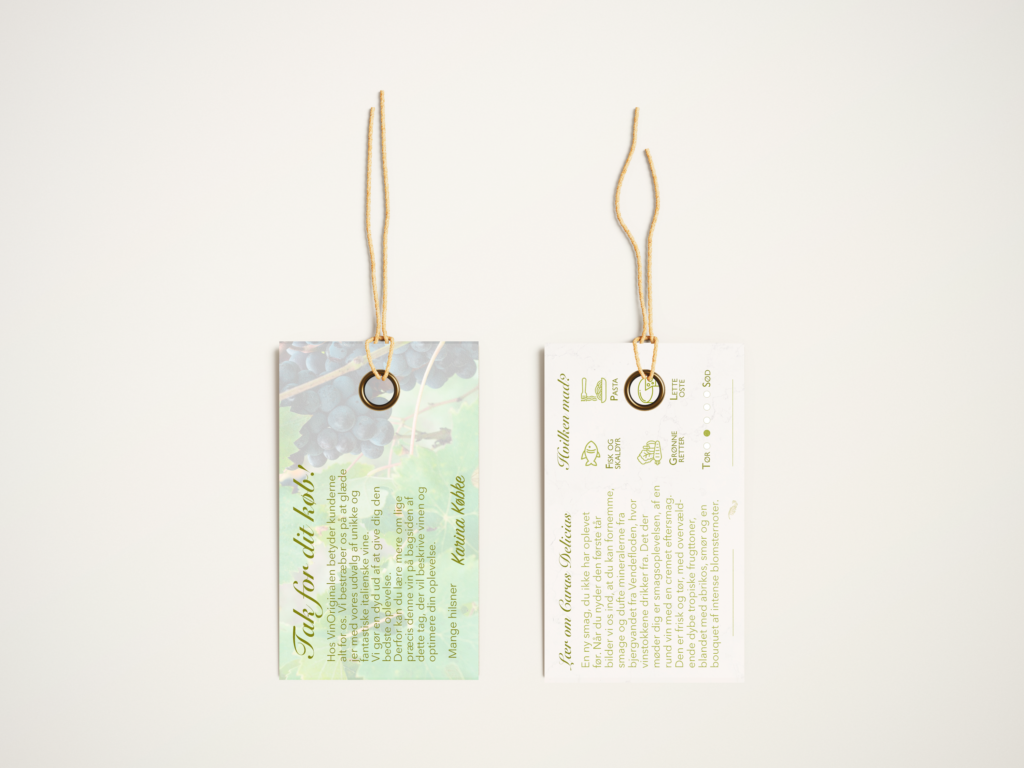 Tak for dit køb!
Hos VinOriginalen betyder kunderne
alt for os. Vi bestræber os på at glæde
jer med vores udvalg af unikke og
fantastiske italienske vine.
Vi gør en dyd ud af at give dig den
bedste oplevelse.
Derfor kan du lære mere om lige
præcis denne vin på bagsiden af
dette tag, der vil beskrive vinen og
optimere din oplevelse.
Mange hilsner
Karina Købke
Lær om Curus Delicius
En ny smag, du ikke har oplevet
før. Når du nyder den første tår
bilder vi os ind, at du kan fornemme,
smage og dufte mineralerne fra
bjergvandet fra Vendefloden, hvor
vinstokkene drikker fra. Det der
møder dig er smagsoplevelsen, af en
rund vin med en cremet eftersmag.
Den er frisk og tør, med overvæld-
ende dybe tropiske frugttoner,
blandet med abrikos, smør og en
bouquet af intense blomsternoter.
Hvilken mad?
Fisk og
skaldyr
Pasta
Grønne
retter
Lette
oste
Tør
Sød